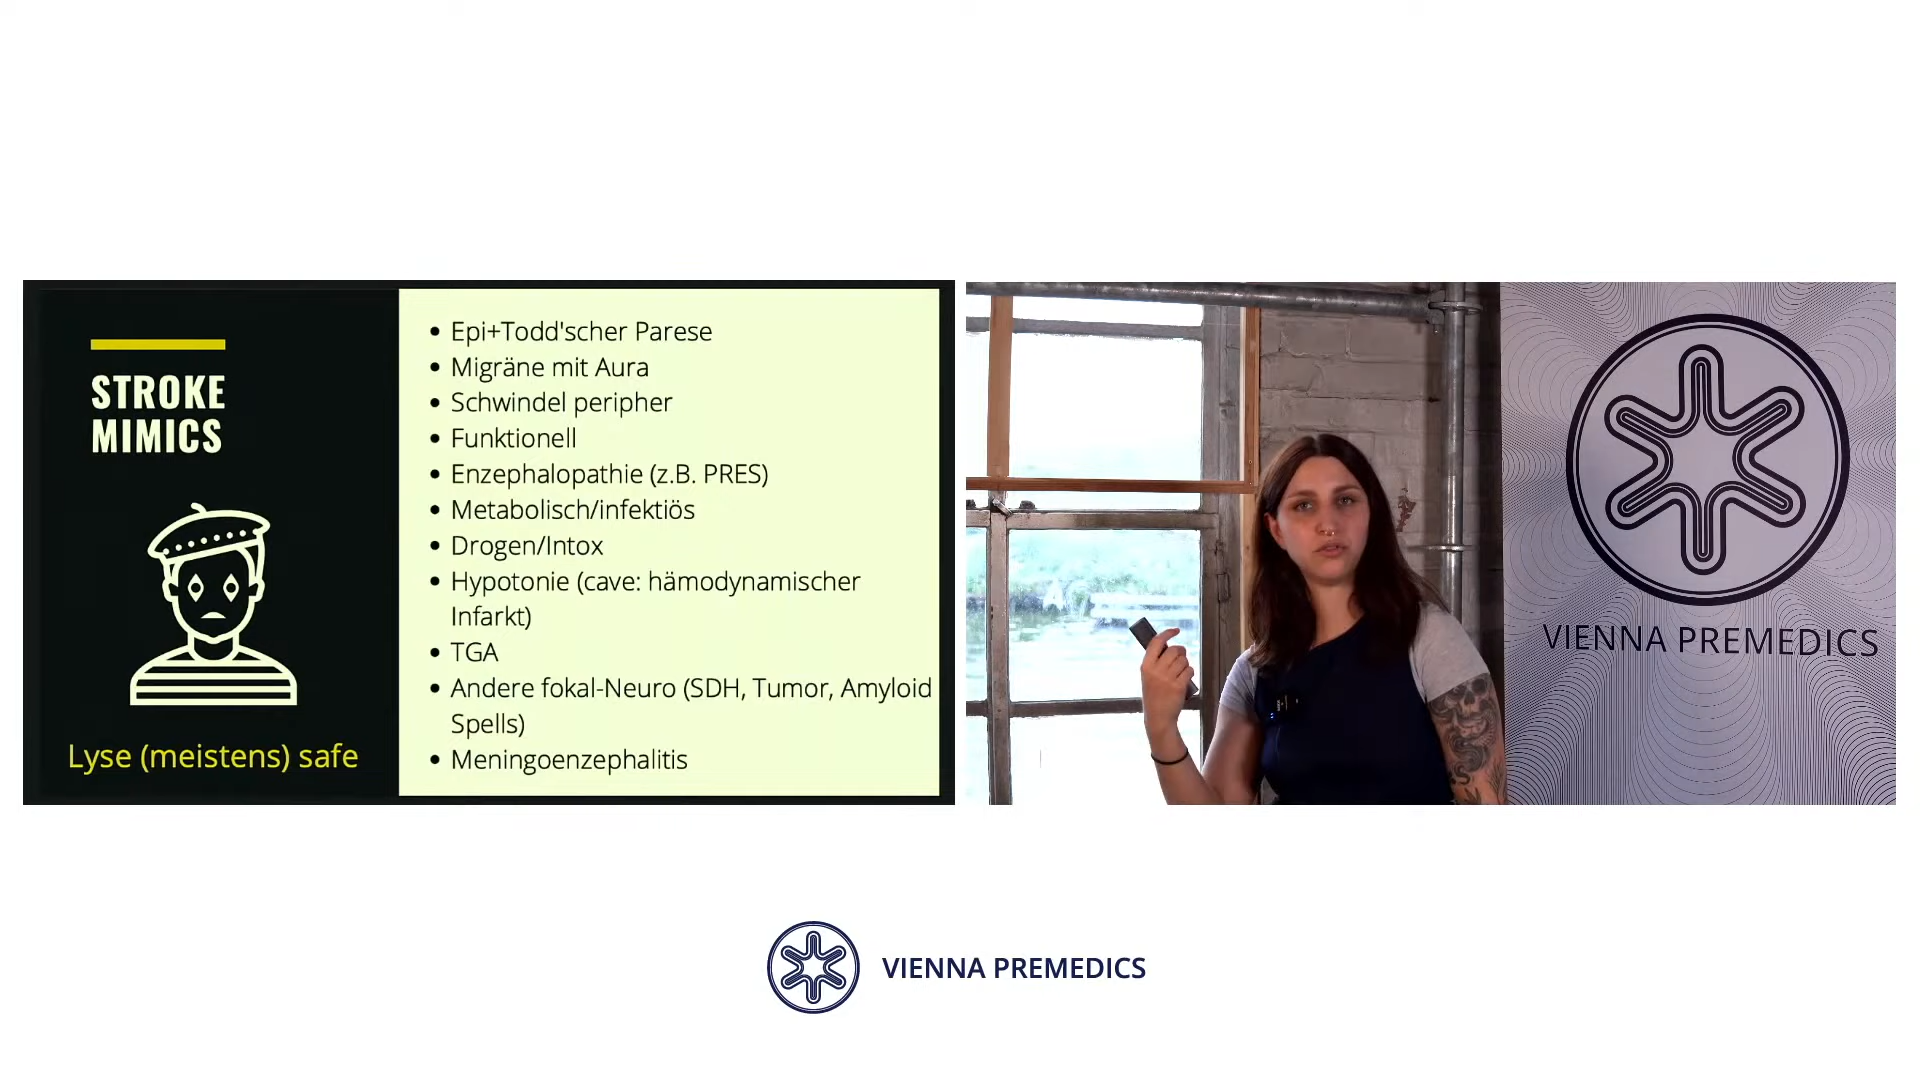 STROKE
MIMICS
Lyse (meistens) safe
• Epi+Todd'scher Parese
• Migräne mit Aura
• Schwindel peripher
• Funktionell
• Enzephalopathie (z.B. PRES)
• Metabolisch/infektiös
• Drogen/Intox
• Hypotonie (cave: hämodynamischer
Infarkt)
• TGA
• Andere fokal-Neuro (SDH, Tumor, Amyloid
Spells)
• Meningoenzephalitis
VIENNA PREMEDICS
VIENNA PREMEDICS